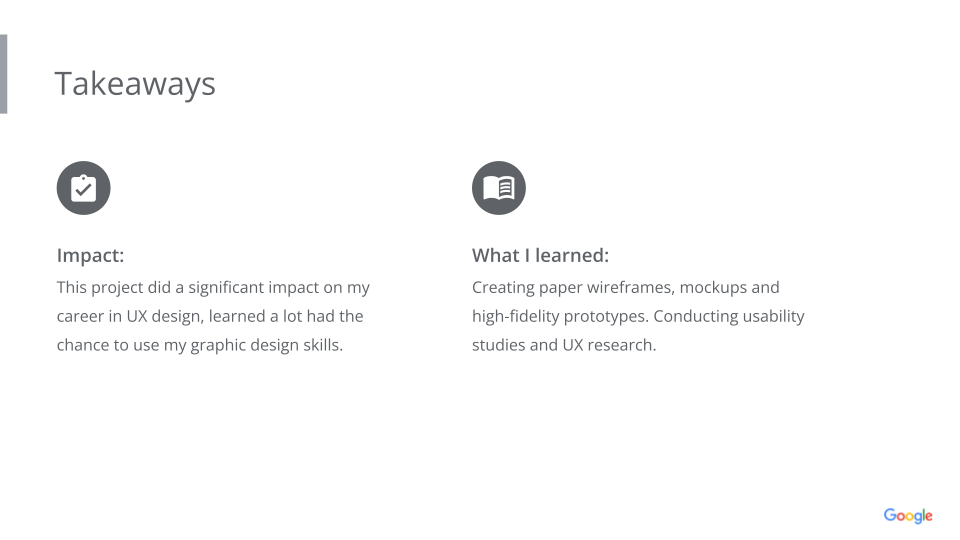 Takeaways
Impact:
This project did a significant impact on my
career in UX design, learned a lot had the
chance to use my graphic design skills.
What I learned:
Creating paper wireframes, mockups and
high-fidelity prototypes. Conducting usability
studies and UX research.
Google